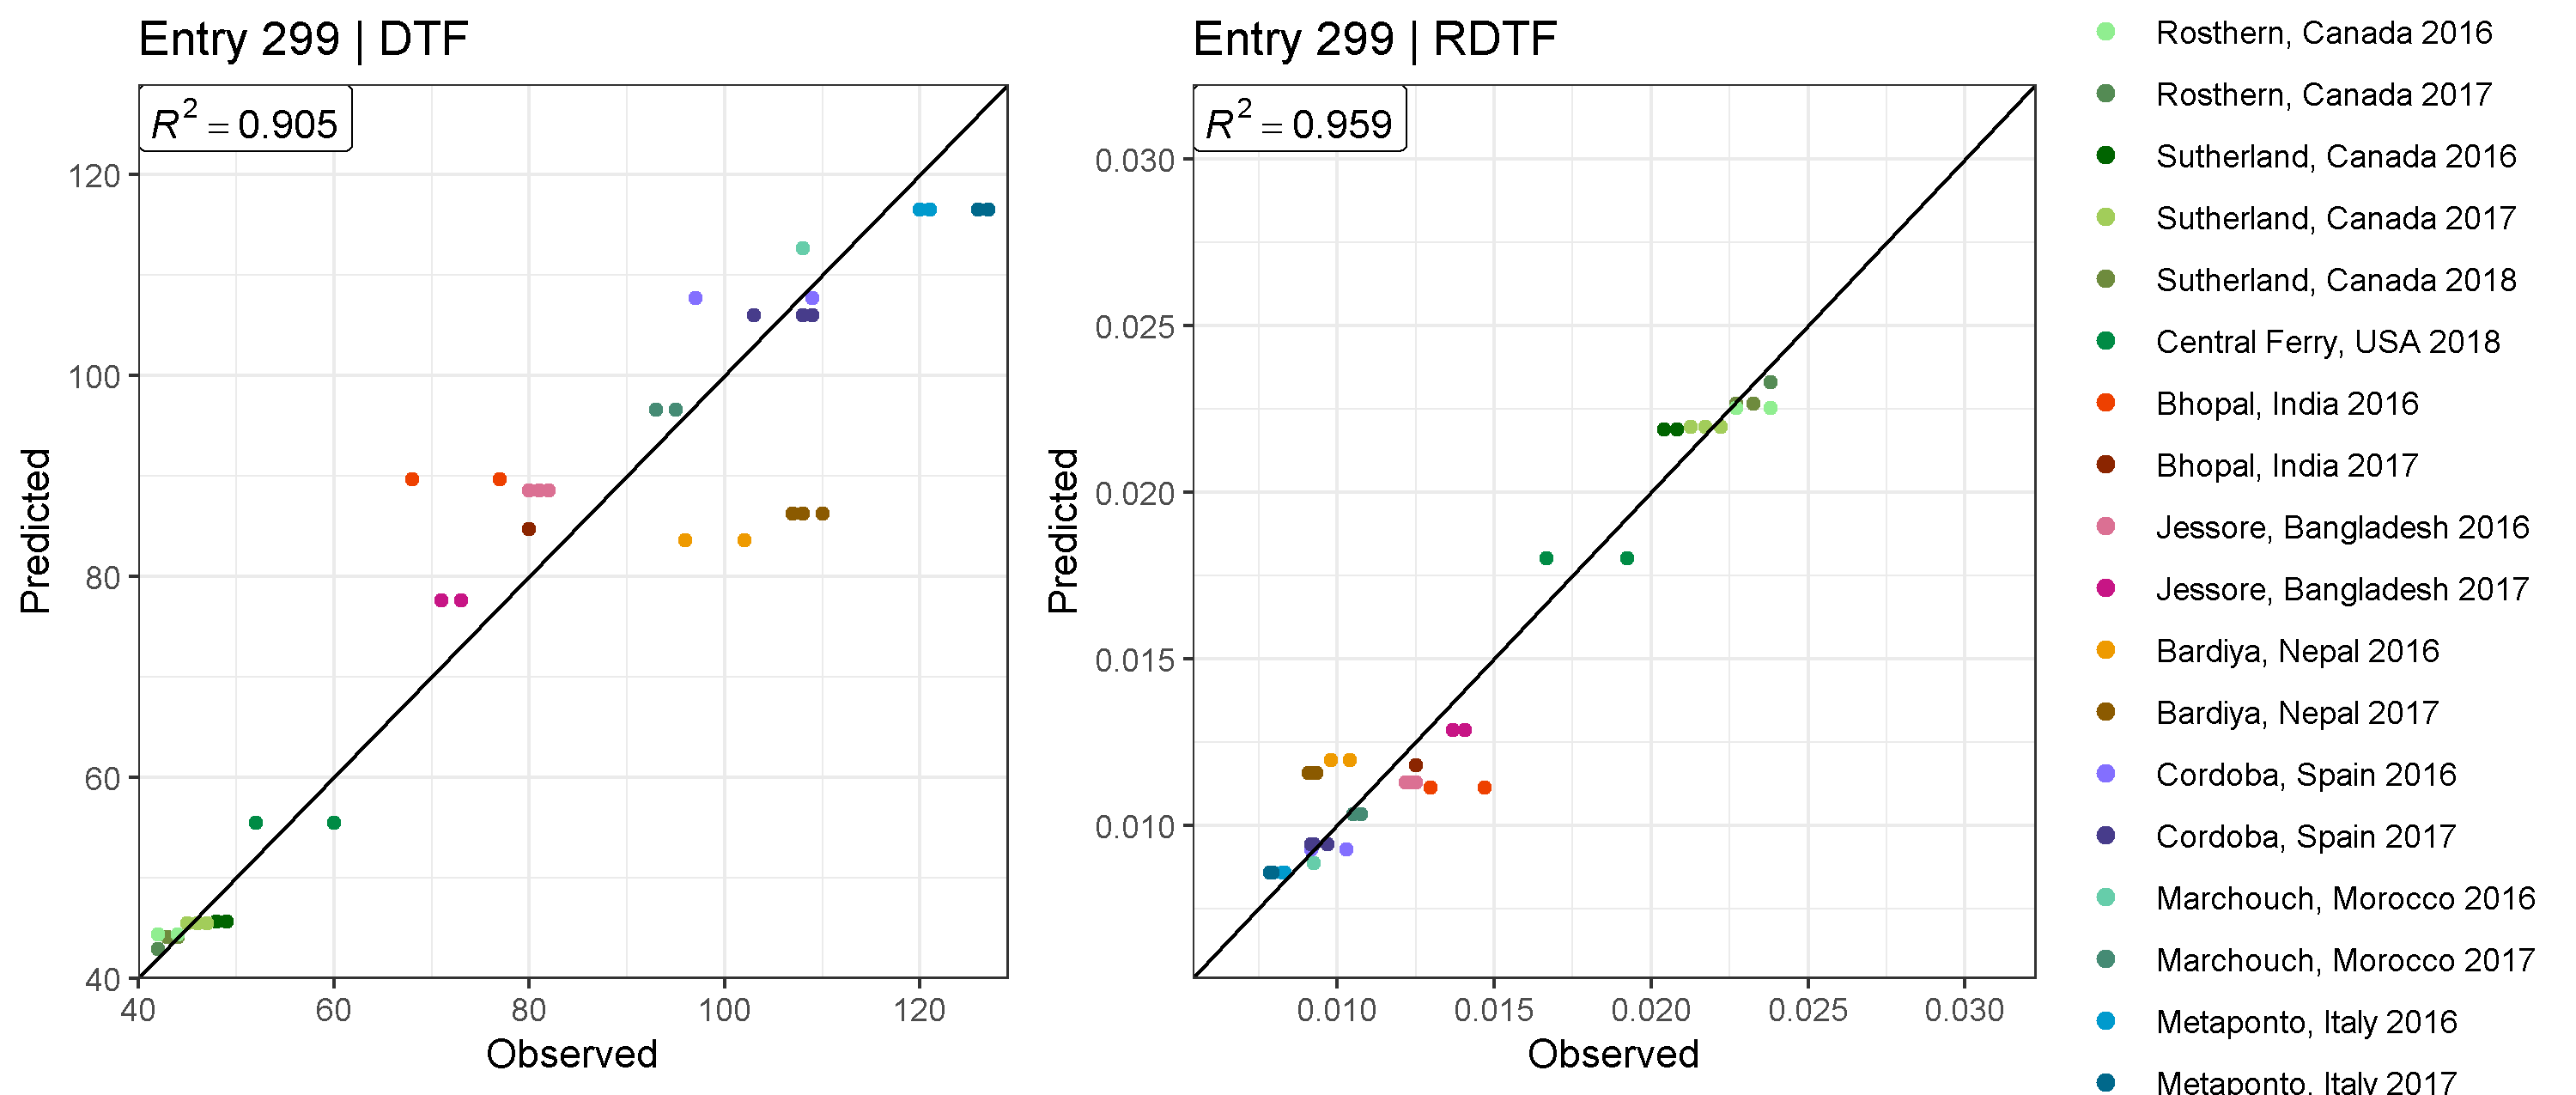 Entry 299 | DTF
R² = 0.905
120
100
80
60
40
40 60 80 100 120
Predicted
Observed
Entry 299 | RDTF
R² = 0.959
0.030
0.025
0.020
0.015
0.010
0.010 0.015 0.020 0.025 0.030
Predicted
Observed
Rosthern, Canada 2016
Rosthern, Canada 2017
Sutherland, Canada 2016
Sutherland, Canada 2017
Sutherland, Canada 2018
Central Ferry, USA 2018
Bhopal, India 2016
Bhopal, India 2017
Jessore, Bangladesh 2016
Jessore, Bangladesh 2017
Bardiya, Nepal 2016
Bardiya, Nepal 2017
Cordoba, Spain 2016
Cordoba, Spain 2017
Marchouch, Morocco 2016
Marchouch, Morocco 2017
Metaponto, Italy 2016
Metaponto, Italy 2017